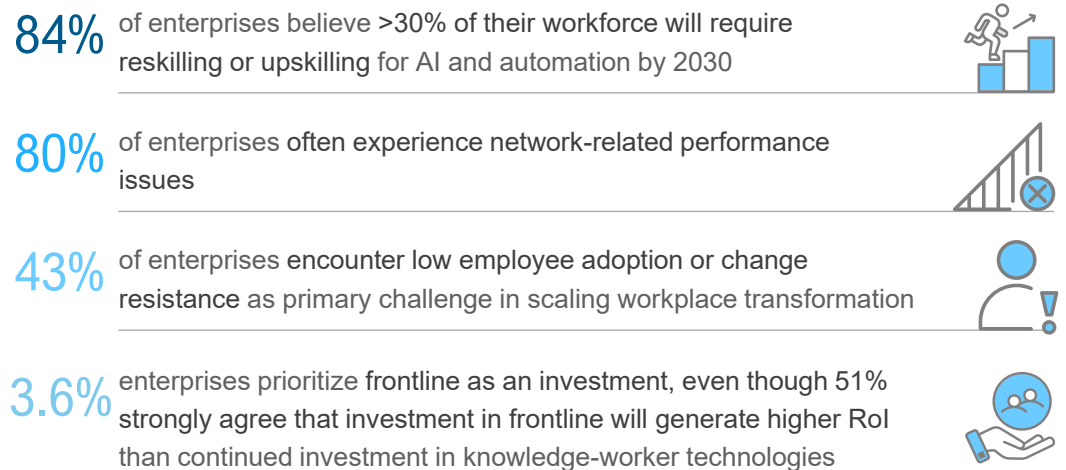 84%
of enterprises believe >30% of their workforce will require
reskilling or upskilling for AI and automation by 2030
80%
of enterprises often experience network-related performance
issues
43%
of enterprises encounter low employee adoption or change
resistance as primary challenge in scaling workplace transformation
3.6%
enterprises prioritize frontline as an investment, even though 51%
strongly agree that investment in frontline will generate higher RoI
than continued investment in knowledge-worker technologies